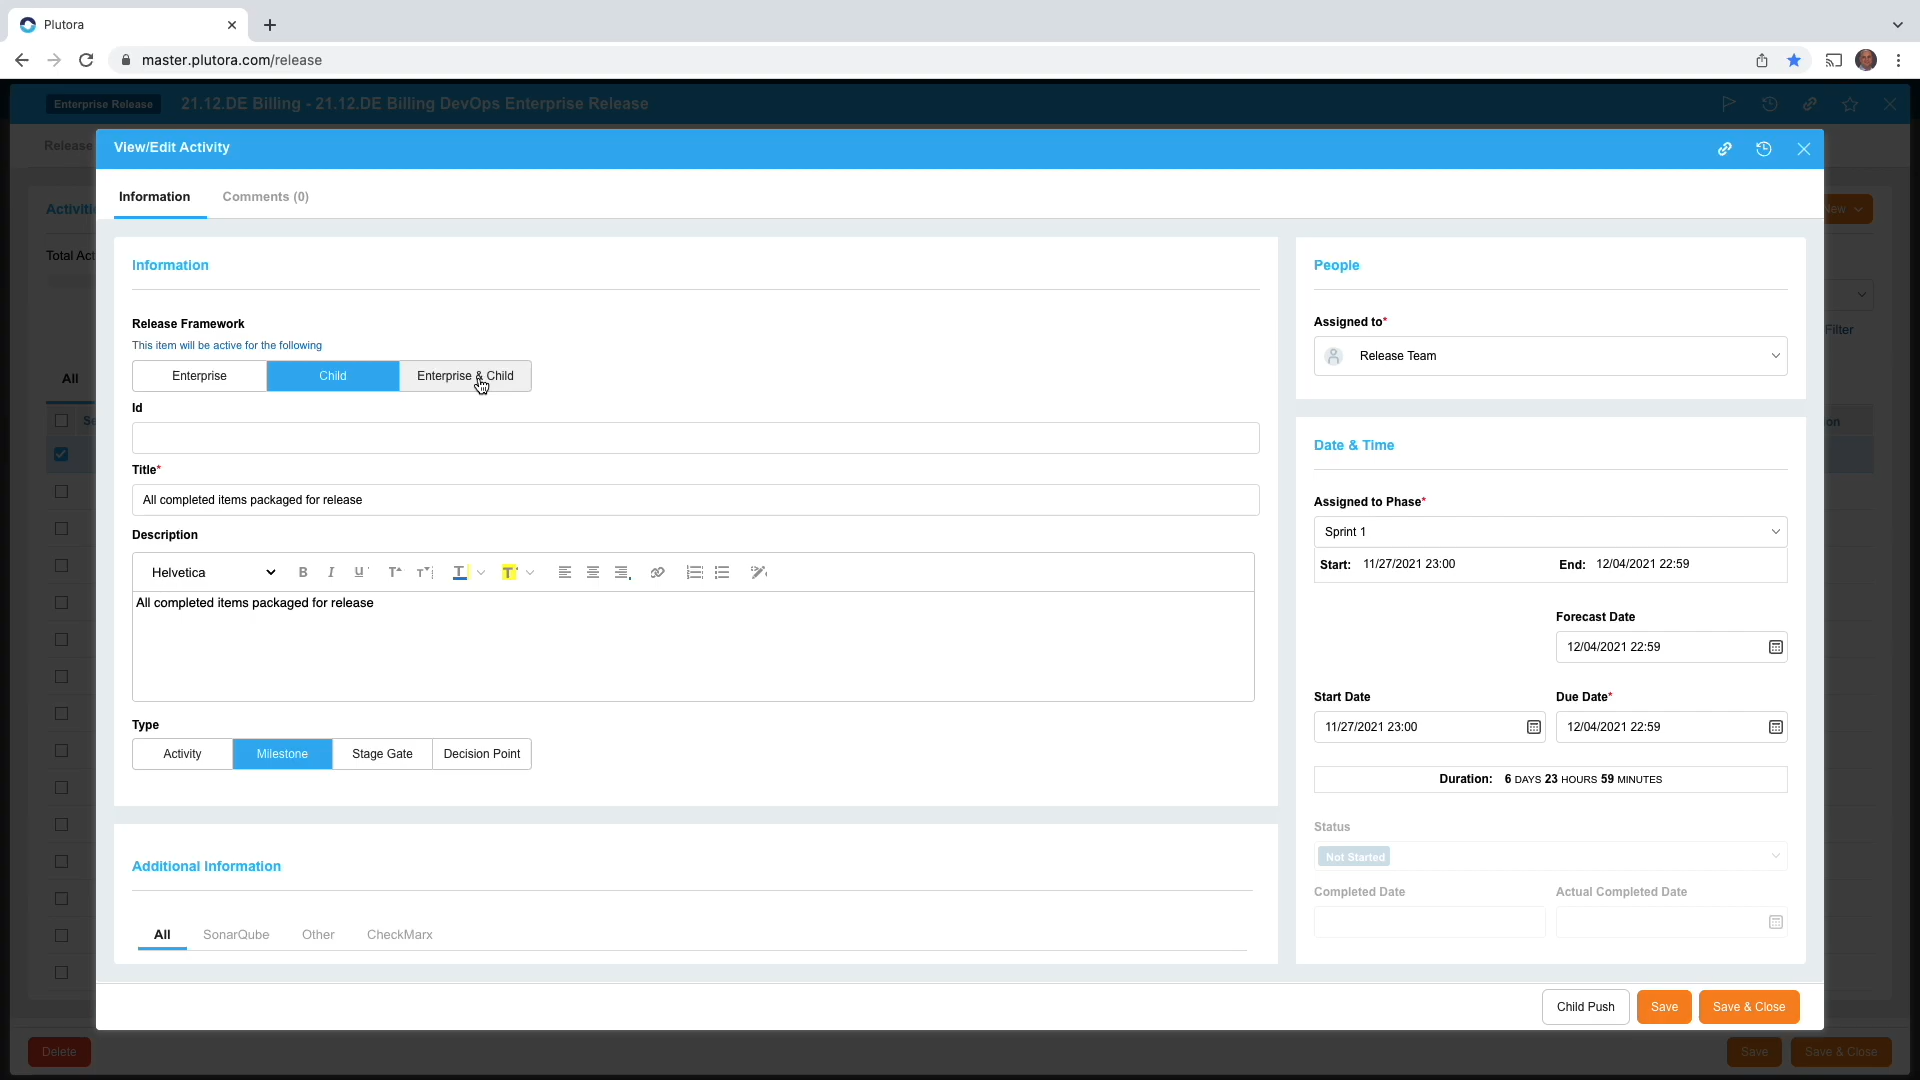 Plutora
master.plutora.com/release
Enterprise Release 21.12.DE Billing - 21.12.DE Billing DevOps Enterprise Release
Release
View/Edit Activity
Information Comments (0)
Activiti
New
Total Act
Filter
All
Information
Release Framework
This item will be active for the following
Enterprise Child Enterprise & Child
Id
Title*
All completed items packaged for release
Description
Helvetica
All completed items packaged for release
Type
Activity Milestone Stage Gate Decision Point
Additional Information
All SonarQube Other CheckMarx
People
Assigned to*
Release Team
Date & Time
Assigned to Phase*
Sprint 1
Start: 11/27/2021 23:00 End: 12/04/2021 22:59
Forecast Date
12/04/2021 22:59
Start Date Due Date*
11/27/2021 23:00 12/04/2021 22:59
Duration: 6 DAYS 23 HOURS 59 MINUTES
Status
Not Started
Completed Date Actual Completed Date
Child Push Save Save & Close
Delete Save Save & Close